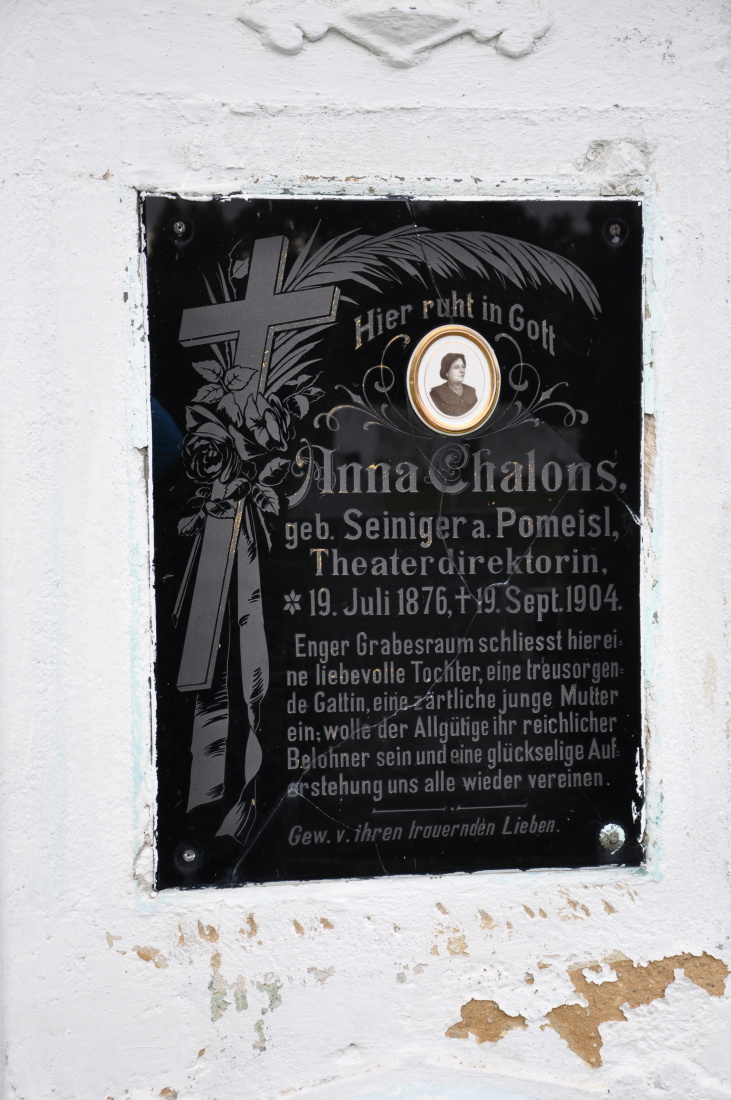 Hier ruht in Gott
Anna Chalons,
geb. Seiniger a. Pomeisl,
Theaterdirektorin,
* 19. Juli 1876, † 19. Sept. 1904.
Enger Grabesraum schliesst hier ei=
ne liebevolle Tochter, eine treusorgen=
de Gattin, eine zärtliche junge Mutter
ein; wolle der Allgütige ihr reichlicher
Belohner sein und eine glückselige Auf=
erstehung uns alle wieder vereinen.
Gew. v. ihren trauernden Lieben.